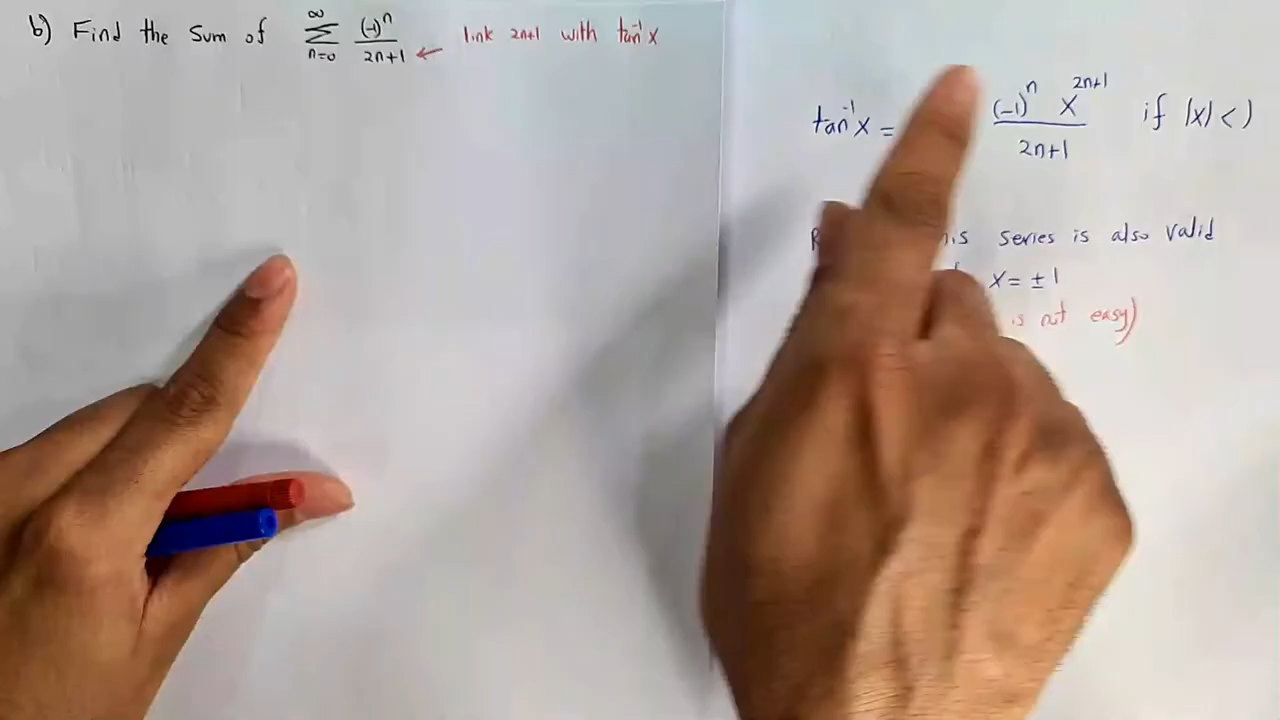 b) Find the Sum of ∞ Σ n=0 (-1)^n / 2n+1 ← link 2n+1 with tan⁻¹x
tan⁻¹x = (-1)^n x^{2n+1} / 2n+1 if |x| < 1
series is also valid
x = ± 1
is not easy)